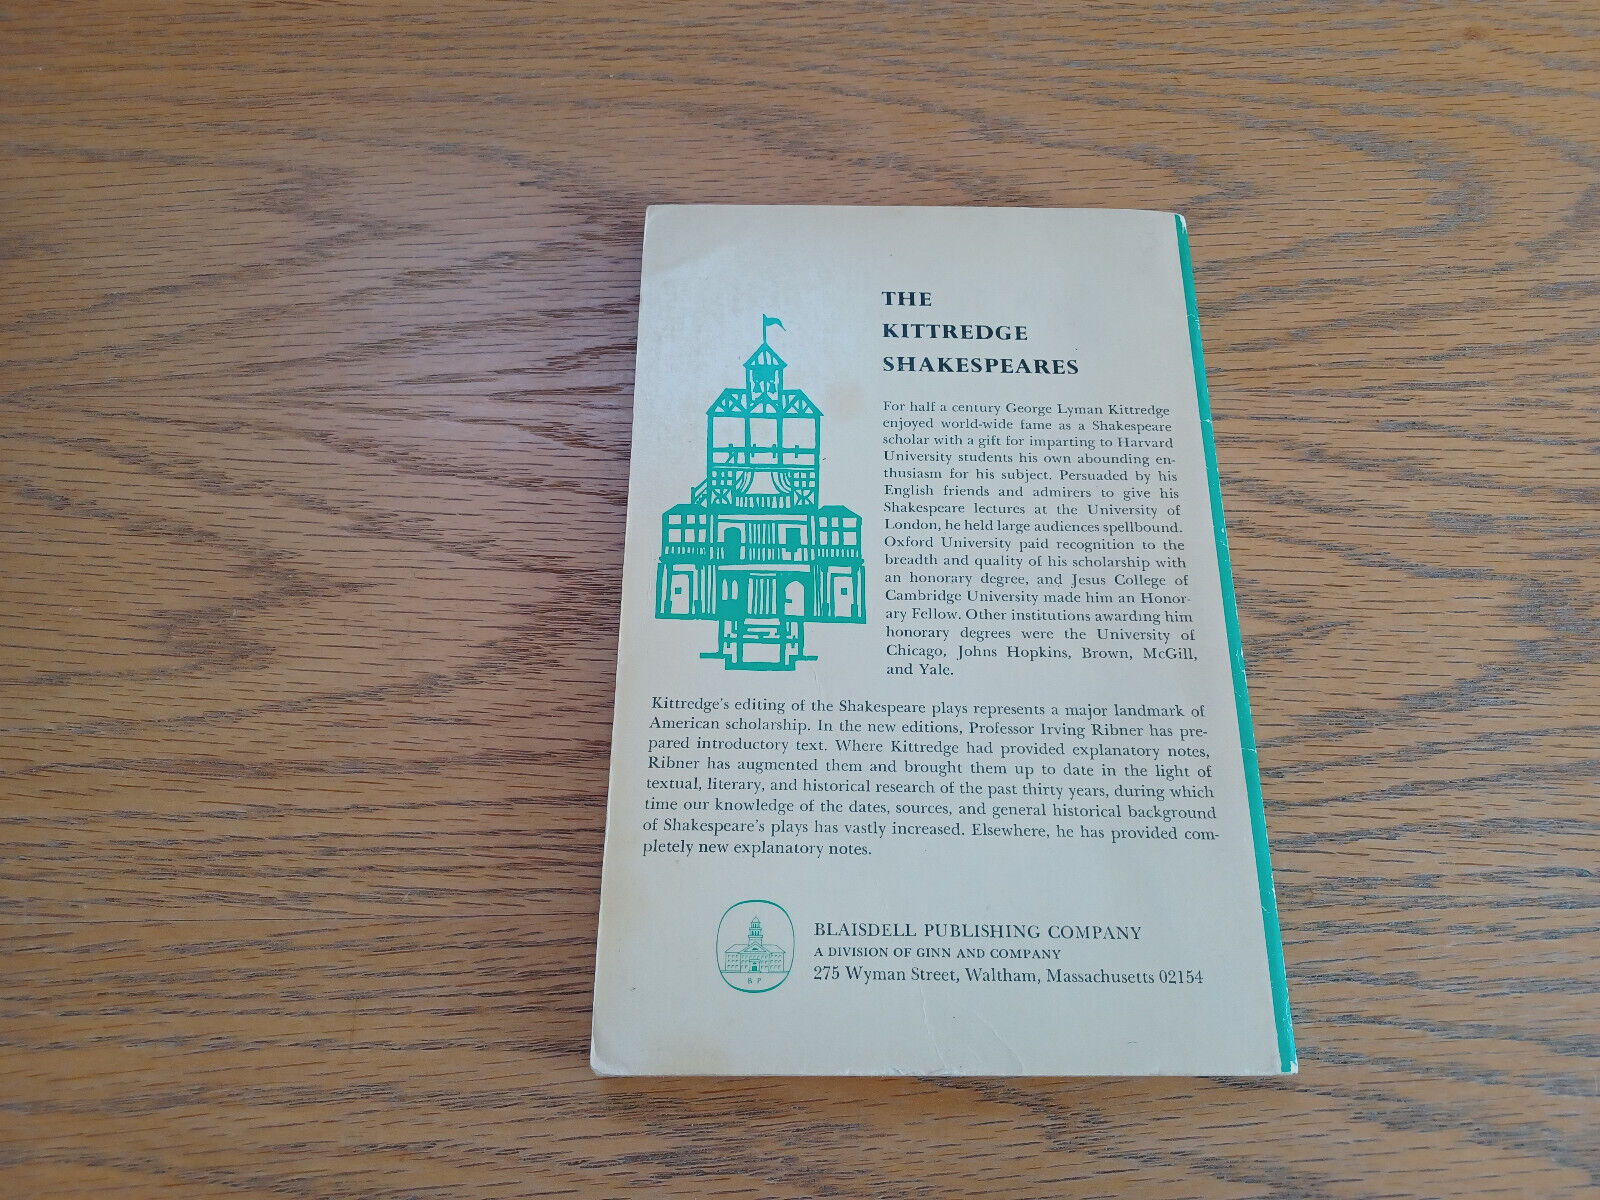 THE
KITTREDGE
SHAKESPEARES
For half a century George Lyman Kittredge
enjoyed world-wide fame as a Shakespeare
scholar with a gift for imparting to Harvard
University students his own abounding en-
thusiasm for his subject. Persuaded by his
English friends and admirers to give his
Shakespeare lectures at the University of
London, he held large audiences spellbound.
Oxford University paid recognition to the
breadth and quality of his scholarship with
an honorary degree, and Jesus College of
Cambridge University made him an Honor-
ary Fellow. Other institutions awarding him
honorary degrees were the University of
Chicago, Johns Hopkins, Brown, McGill,
and Yale.
Kittredge's editing of the Shakespeare plays represents a major landmark of
American scholarship. In the new editions, Professor Irving Ribner has pre-
pared introductory text. Where Kittredge had provided explanatory notes,
Ribner has augmented them and brought them up to date in the light of
textual, literary, and historical research of the past thirty years, during which
time our knowledge of the dates, sources, and general historical background
of Shakespeare's plays has vastly increased. Elsewhere, he has provided com-
pletely new explanatory notes.
B P
BLAISDELL PUBLISHING COMPANY
A DIVISION OF GINN AND COMPANY
275 Wyman Street, Waltham, Massachusetts 02154